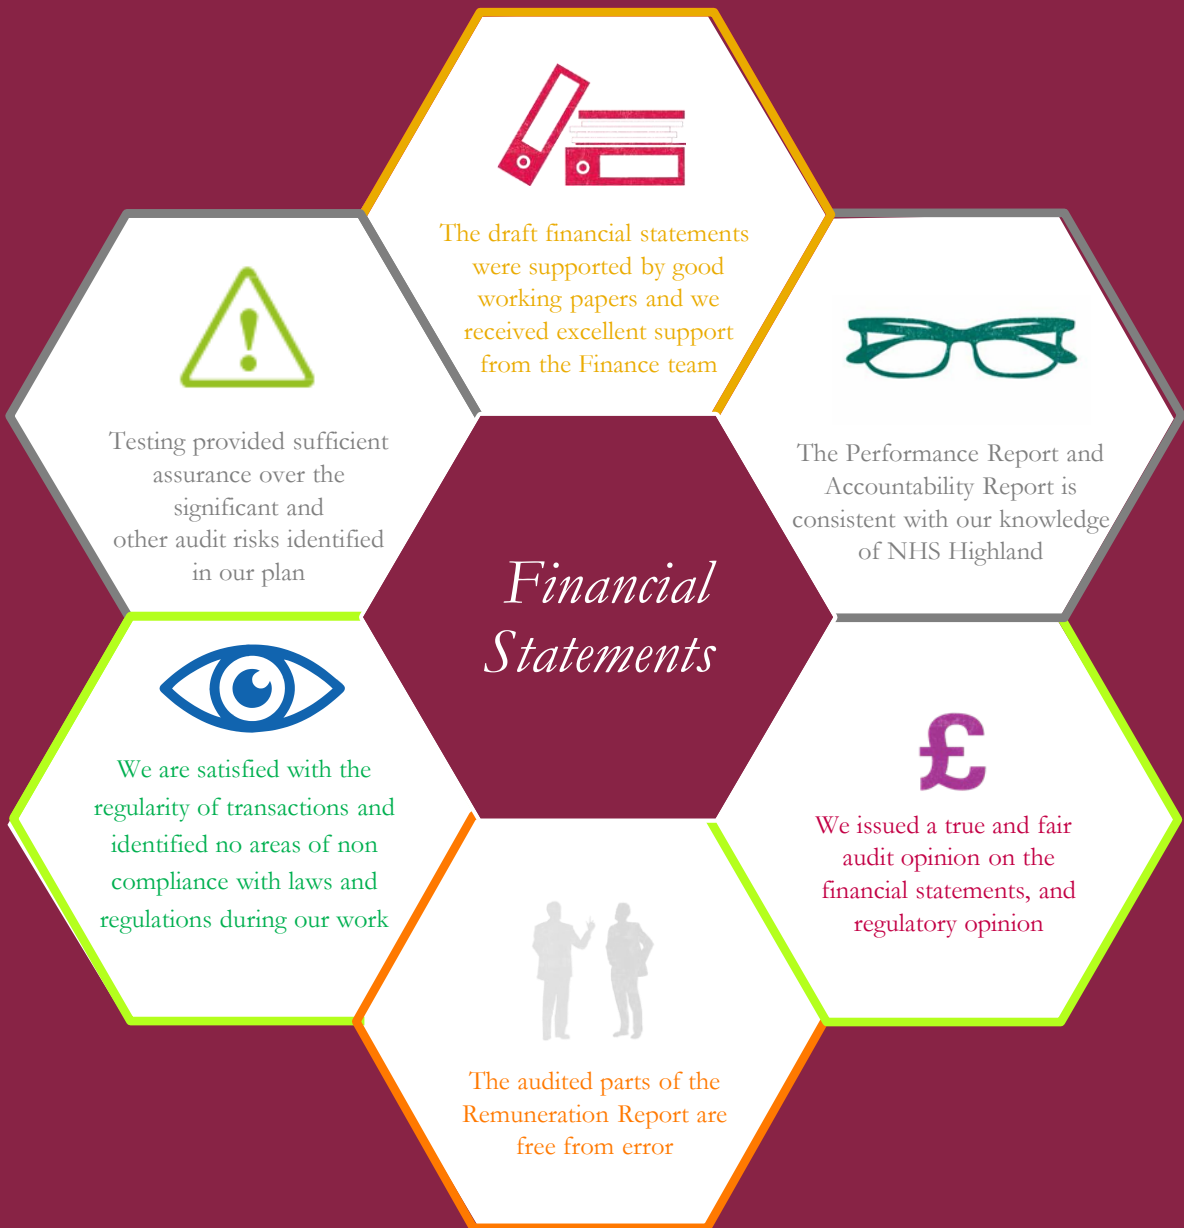 The draft financial statements
were supported by good
working papers and we
received excellent support
from the Finance team
Testing provided sufficient
assurance over the
significant and
other audit risks identified
in our plan
The Performance Report and
Accountability Report is
consistent with our knowledge
of NHS Highland
Financial
Statements
We are satisfied with the
regularity of transactions and
identified no areas of non
compliance with laws and
regulations during our work
£
We issued a true and fair
audit opinion on the
financial statements, and
regulatory opinion
The audited parts of the
Remuneration Report are
free from error